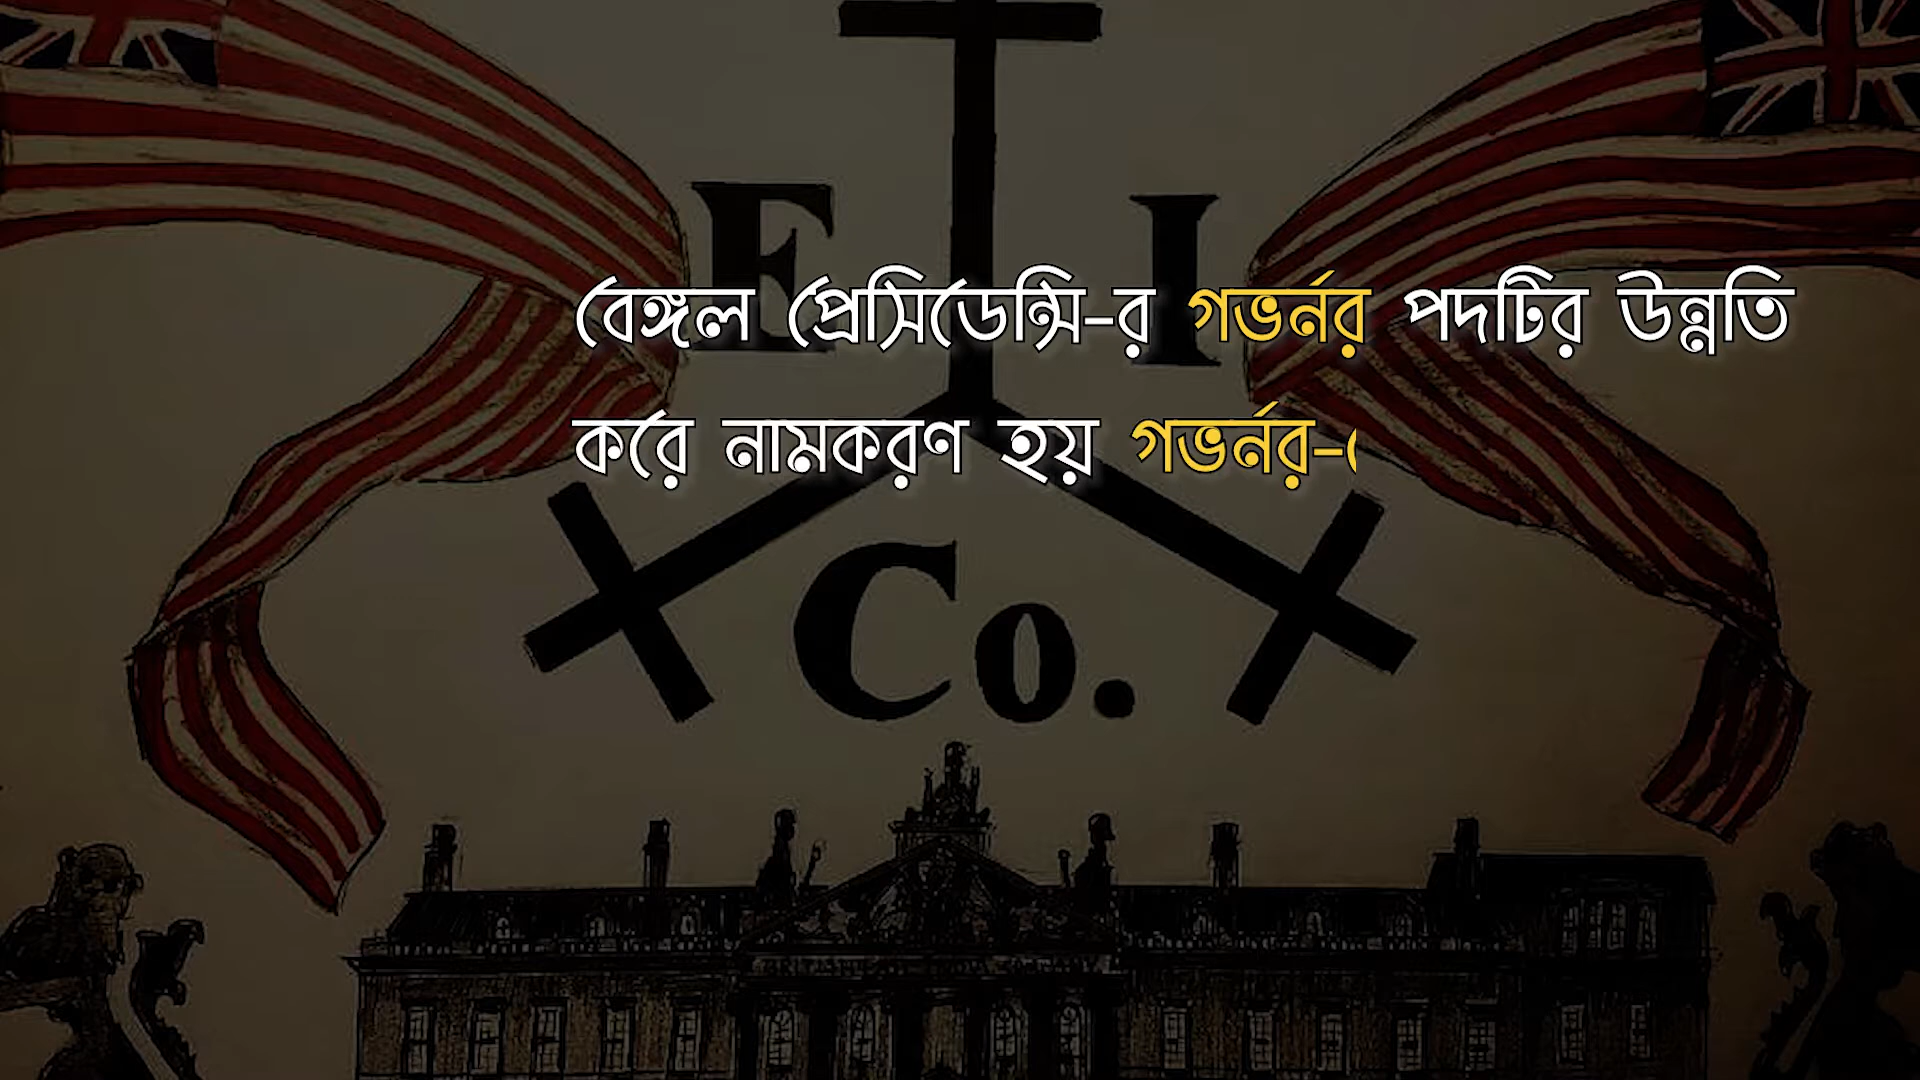 E I
বেঙ্গল প্রেসিডেন্সি-র গভর্নর পদটির উন্নতি
করে নামকরণ হয় গভর্নর-
Co.